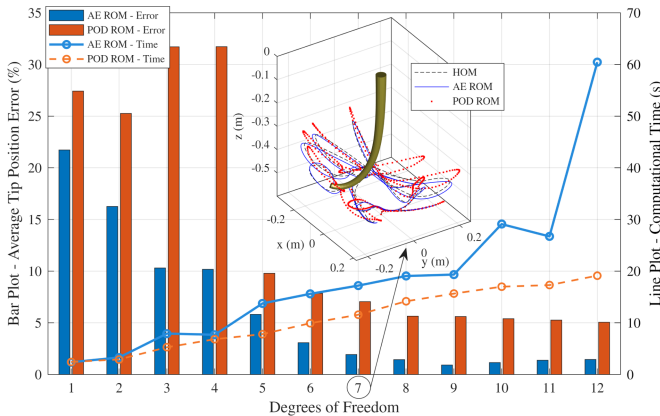 AE ROM - Error
POD ROM - Error
AE ROM - Time
POD ROM - Time
HOM
AE ROM
POD ROM
0
-0.1
-0.2
-0.3
-0.4
-0.5
z (m)
-0.2
0
0.2
x (m)
-0.2
0
0.2
y (m)
35
30
25
20
15
10
5
0
Bar Plot - Average Tip Position Error (%)
70
60
50
40
30
20
10
0
Line Plot - Computational Time (s)
1 2 3 4 5 6 7 8 9 10 11 12
Degrees of Freedom